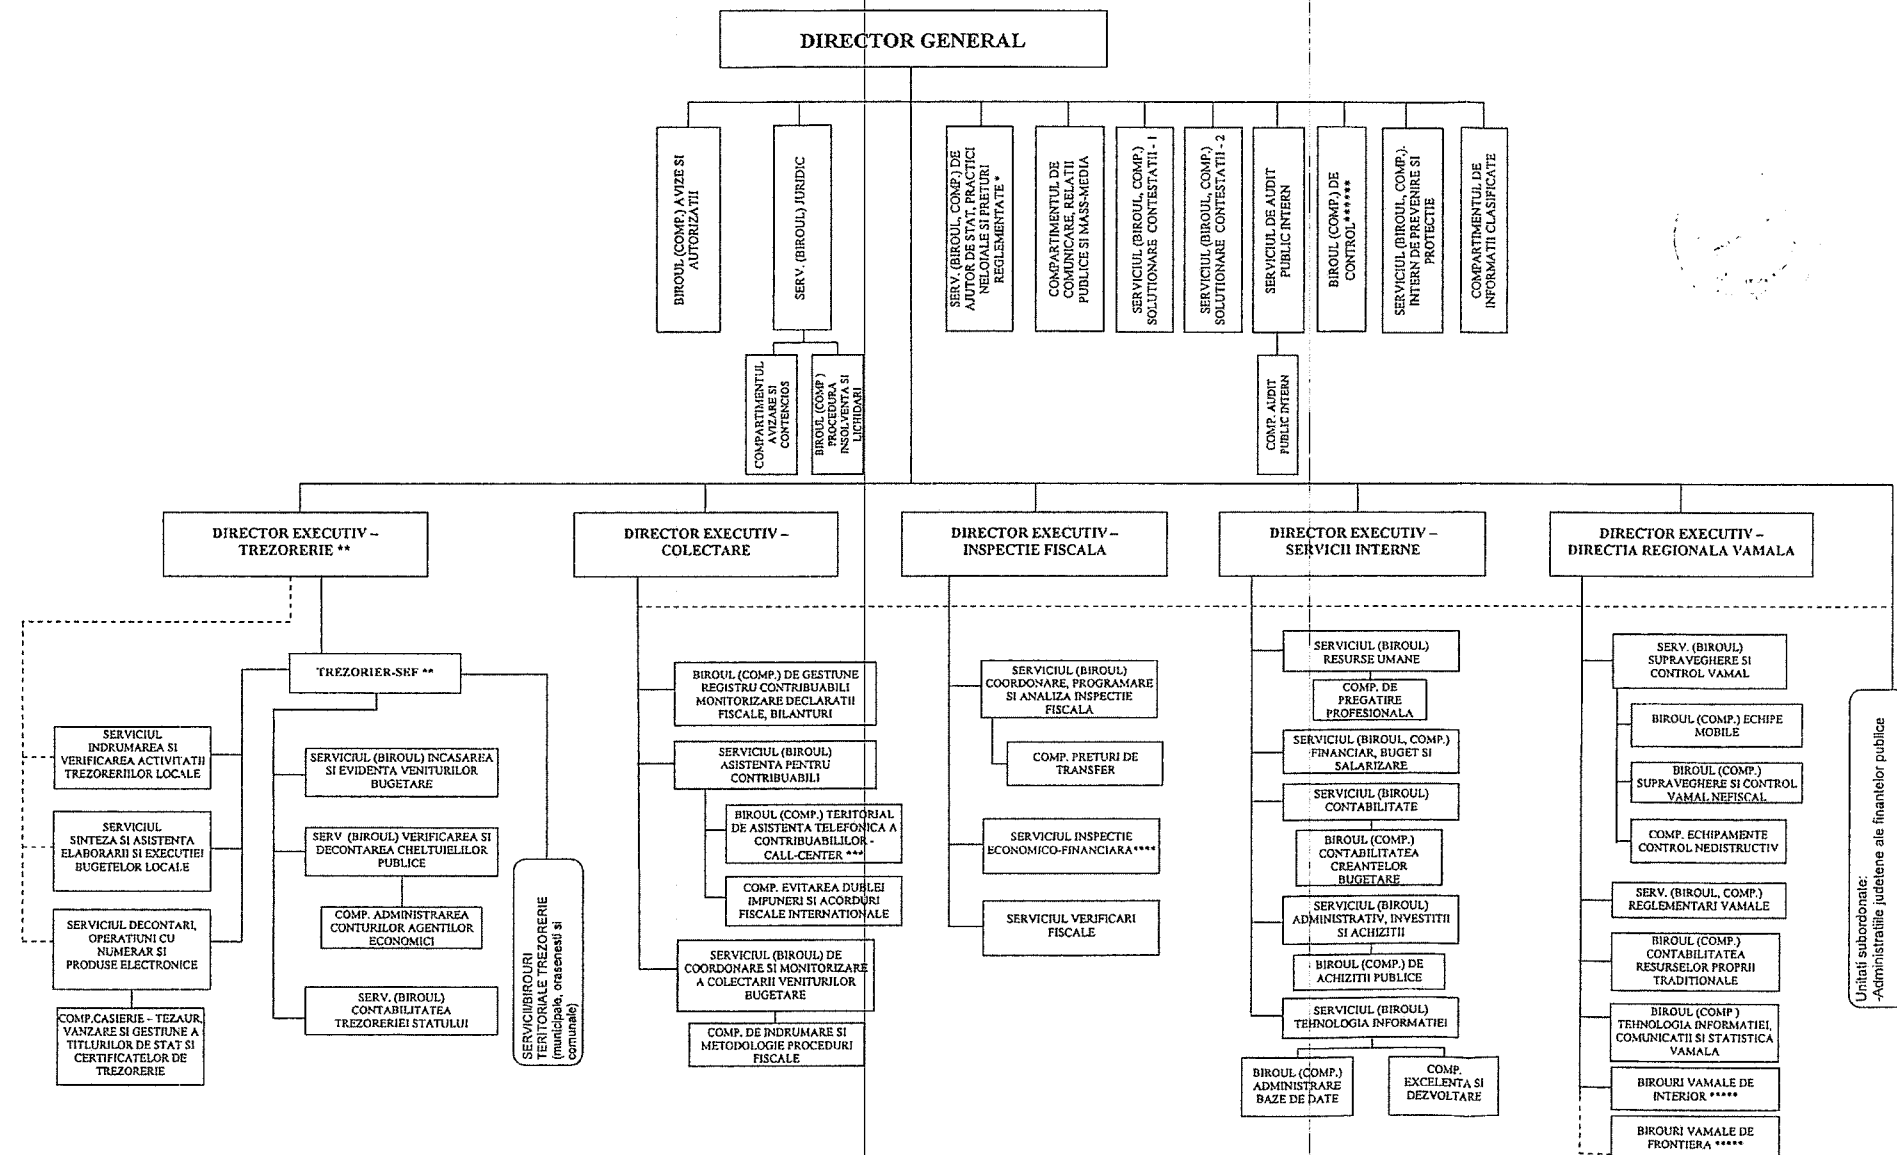 DIRECTOR GENERAL
BIROUL (COMP.) AVIZE SI
AUTORIZATII
SERV. (BIROUL) JURIDIC
SERV. (BIROUL, COMP.) DE
AJUTOR DE STAT, PRACTICI
NELOIALE SI PRETURI
REGLEMENTATE *
COMPARTIMENTUL DE
COMUNICARE, RELATII
PUBLICE SI MASS-MEDIA
SERVICIUL (BIROUL, COMP.)
SOLUTIONARE CONTESTATII - 1
SERVICIUL (BIROUL, COMP.)
SOLUTIONARE CONTESTATII - 2
SERVICIUL DE AUDIT
PUBLIC INTERN
BIROUL (COMP.) DE
CONTROL******
SERVICIUL (BIROUL, COMP.).
INTERN DE PREVENIRE SI
PROTECTIE
COMPARTIMENTUL DE
INFORMATII CLASIFICATE
COMPARTIMENTUL
AVIZARE SI
CONTENCIOS
BIROUL (COMP )
PROCEDURA
INSOLVENTA SI
LICHIDARI
COMP. AUDIT
PUBLIC INTERN
DIRECTOR EXECUTIV –
TREZORERIE **
DIRECTOR EXECUTIV –
COLECTARE
DIRECTOR EXECUTIV –
INSPECTIE FISCALA
DIRECTOR EXECUTIV –
SERVICII INTERNE
DIRECTOR EXECUTIV –
DIRECTIA REGIONALA VAMALA
TREZORIER-SEF **
SERVICIUL
INDRUMAREA SI
VERIFICAREA ACTIVITATII
TREZORERIILOR LOCALE
SERVICIUL
SINTEZA SI ASISTENTA
ELABORARII SI EXECUTIEI
BUGETELOR LOCALE
SERVICIUL DECONTARI,
OPERATIUNI CU
NUMERAR SI
PRODUSE ELECTRONICE
COMP.CASIERIE – TEZAUR,
VANZARE SI GESTIUNE A
TITLURILOR DE STAT SI
CERTIFICATELOR DE
TREZORERIE
SERVICIUL (BIROUL) INCASAREA
SI EVIDENTA VENITURILOR
BUGETARE
SERV (BIROUL) VERIFICAREA SI
DECONTAREA CHELTUIELILOR
PUBLICE
COMP. ADMINISTRAREA
CONTURILOR AGENTILOR
ECONOMICI
SERV. (BIROUL)
CONTABILITATEA
TREZORERIEI STATULUI
SERVICII/BIROURI
TERITORIALE TREZORERIE
(municipale, orasenesti si
comunale)
BIROUL (COMP.) DE GESTIUNE
REGISTRU CONTRIBUABILI
MONITORIZARE DECLARATII
FISCALE, BILANTURI
SERVICIUL (BIROUL)
ASISTENTA PENTRU
CONTRIBUABILI
BIROUL (COMP.) TERITORIAL
DE ASISTENTA TELEFONICA A
CONTRIBUABILILOR -
CALL-CENTER ***
COMP. EVITAREA DUBLEI
IMPUNERI SI ACORDURI
FISCALE INTERNATIONALE
SERVICIUL (BIROUL) DE
COORDONARE SI MONITORIZARE
A COLECTARII VENITURILOR
BUGETARE
COMP. DE INDRUMARE SI
METODOLOGIE PROCEDURI
FISCALE
SERVICIUL (BIROUL)
COORDONARE, PROGRAMARE
SI ANALIZA INSPECTIE
FISCALA
COMP. PRETURI DE
TRANSFER
SERVICIUL INSPECTIE
ECONOMICO-FINANCIARA****
SERVICIUL VERIFICARI
FISCALE
SERVICIUL (BIROUL)
RESURSE UMANE
COMP. DE
PREGATIRE
PROFESIONALA
SERVICIUL (BIROUL, COMP.)
FINANCIAR, BUGET SI
SALARIZARE
SERVICIUL (BIROUL)
CONTABILITATE
BIROUL (COMP.)
CONTABILITATEA
CREANTELOR
BUGETARE
SERVICIUL (BIROUL)
ADMINISTRATIV, INVESTITII
SI ACHIZITII
BIROUL (COMP.) DE
ACHIZITII PUBLICE
SERVICIUL (BIROUL)
TEHNOLOGIA INFORMATIEI
BIROUL (COMP.)
ADMINISTRARE
BAZE DE DATE
COMP.
EXCELENTA SI
DEZVOLTARE
SERV. (BIROUL)
SUPRAVEGHERE SI
CONTROL VAMAL
BIROUL (COMP.) ECHIPE
MOBILE
BIROUL (COMP.)
SUPRAVEGHERE SI CONTROL
VAMAL NEFISCAL
COMP. ECHIPAMENTE
CONTROL NEDISTRUCTIV
SERV. (BIROUL, COMP.)
REGLEMENTARI VAMALE
BIROUL (COMP.)
CONTABILITATEA
RESURSELOR PROPRII
TRADITIONALE
BIROUL (COMP )
TEHNOLOGIA INFORMATIEI,
COMUNICATII SI STATISTICA
VAMALA
BIROURI VAMALE DE
INTERIOR *****
BIROURI VAMALE DE
FRONTIERA *****
Unitati subordonate:
-Administratiile judetene ale finantelor publice